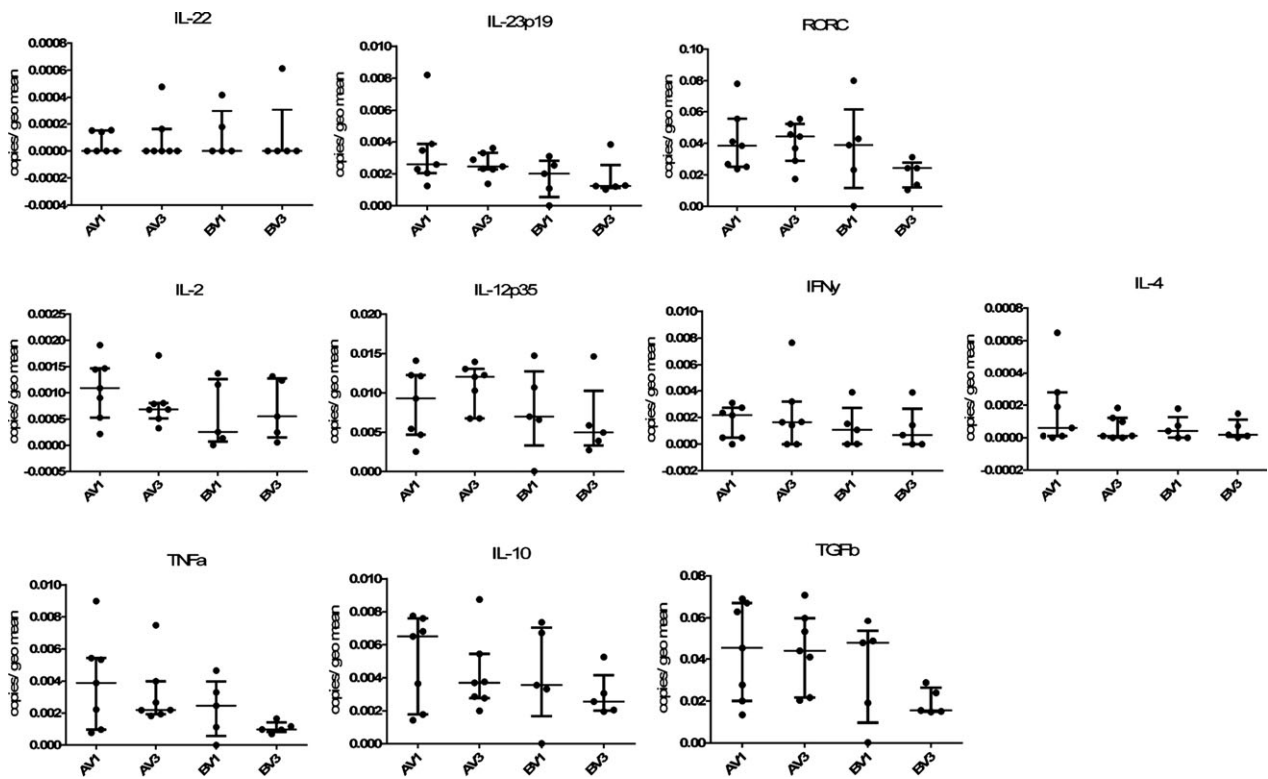 IL-22
copies/ geo mean
0.0008
0.0006
0.0004
0.0002
0.0000
-0.0002
-0.0004
AV1 AV3 BV1 BV3
IL-23p19
copies/ geo mean
0.010
0.008
0.006
0.004
0.002
0.000
AV1 AV3 BV1 BV3
RORC
copies/ geo mean
0.10
0.08
0.06
0.04
0.02
0.00
AV1 AV3 BV1 BV3
IL-2
copies/ geo mean
0.0025
0.0020
0.0015
0.0010
0.0005
0.0000
-0.0005
AV1 AV3 BV1 BV3
IL-12p35
copies/ geo mean
0.020
0.015
0.010
0.005
0.000
AV1 AV3 BV1 BV3
IFNy
copies/ geo mean
0.010
0.008
0.006
0.004
0.002
0.000
-0.002
AV1 AV3 BV1 BV3
IL-4
copies/ geo mean
0.0008
0.0006
0.0004
0.0002
0.0000
-0.0002
AV1 AV3 BV1 BV3
TNFa
copies/ geo mean
0.010
0.008
0.006
0.004
0.002
0.000
AV1 AV3 BV1 BV3
IL-10
copies/ geo mean
0.010
0.008
0.006
0.004
0.002
0.000
AV1 AV3 BV1 BV3
TGFb
copies/ geo mean
0.08
0.06
0.04
0.02
0.00
AV1 AV3 BV1 BV3